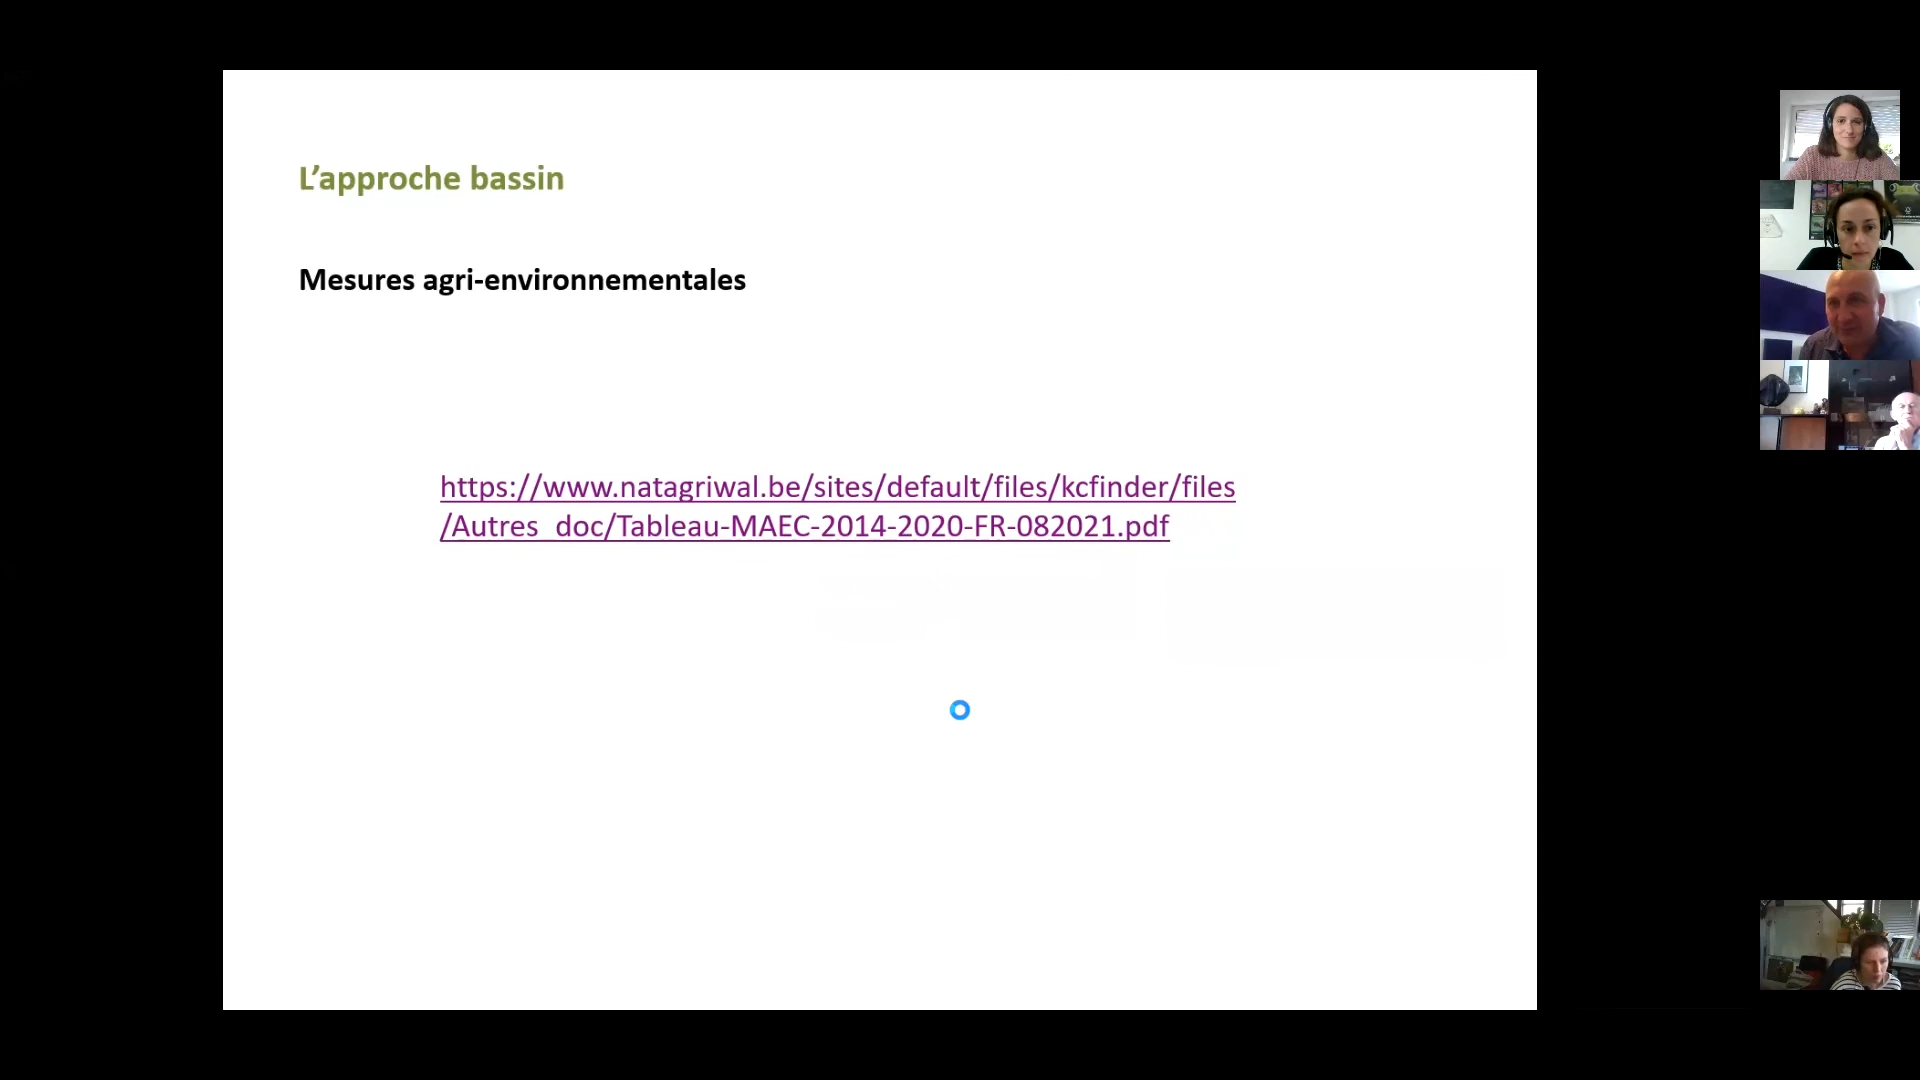 L’approche bassin
Mesures agri-environnementales
https://www.natagriwal.be/sites/default/files/kcfinder/files
/Autres_doc/Tableau-MAEC-2014-2020-FR-082021.pdf